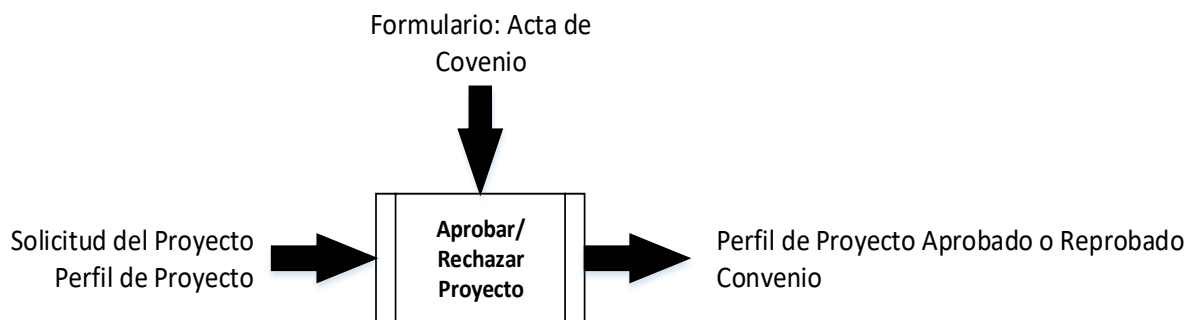 Formulario: Acta de
Covenio
Solicitud del Proyecto
Perfil de Proyecto
Aprobar/
Rechazar
Proyecto
Perfil de Proyecto Aprobado o Reprobado
Convenio